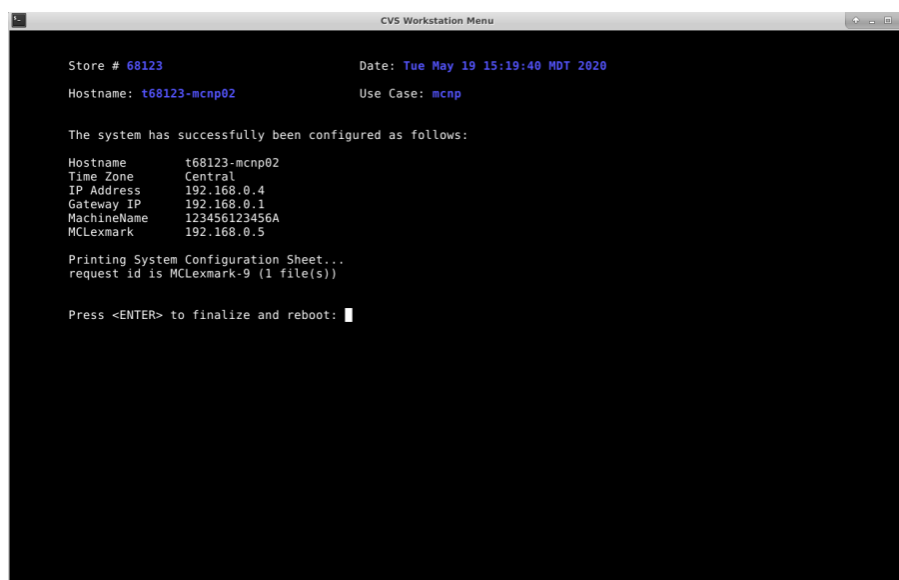 CVS Workstation Menu
Store # 68123 Date: Tue May 19 15:19:40 MDT 2020
Hostname: t68123-mcnp02 Use Case: mcnp
The system has successfully been configured as follows:
Hostname t68123-mcnp02
Time Zone Central
IP Address 192.168.0.4
Gateway IP 192.168.0.1
MachineName 123456123456A
MCLexmark 192.168.0.5
Printing System Configuration Sheet...
request id is MCLexmark-9 (1 file(s))
Press <ENTER> to finalize and reboot: